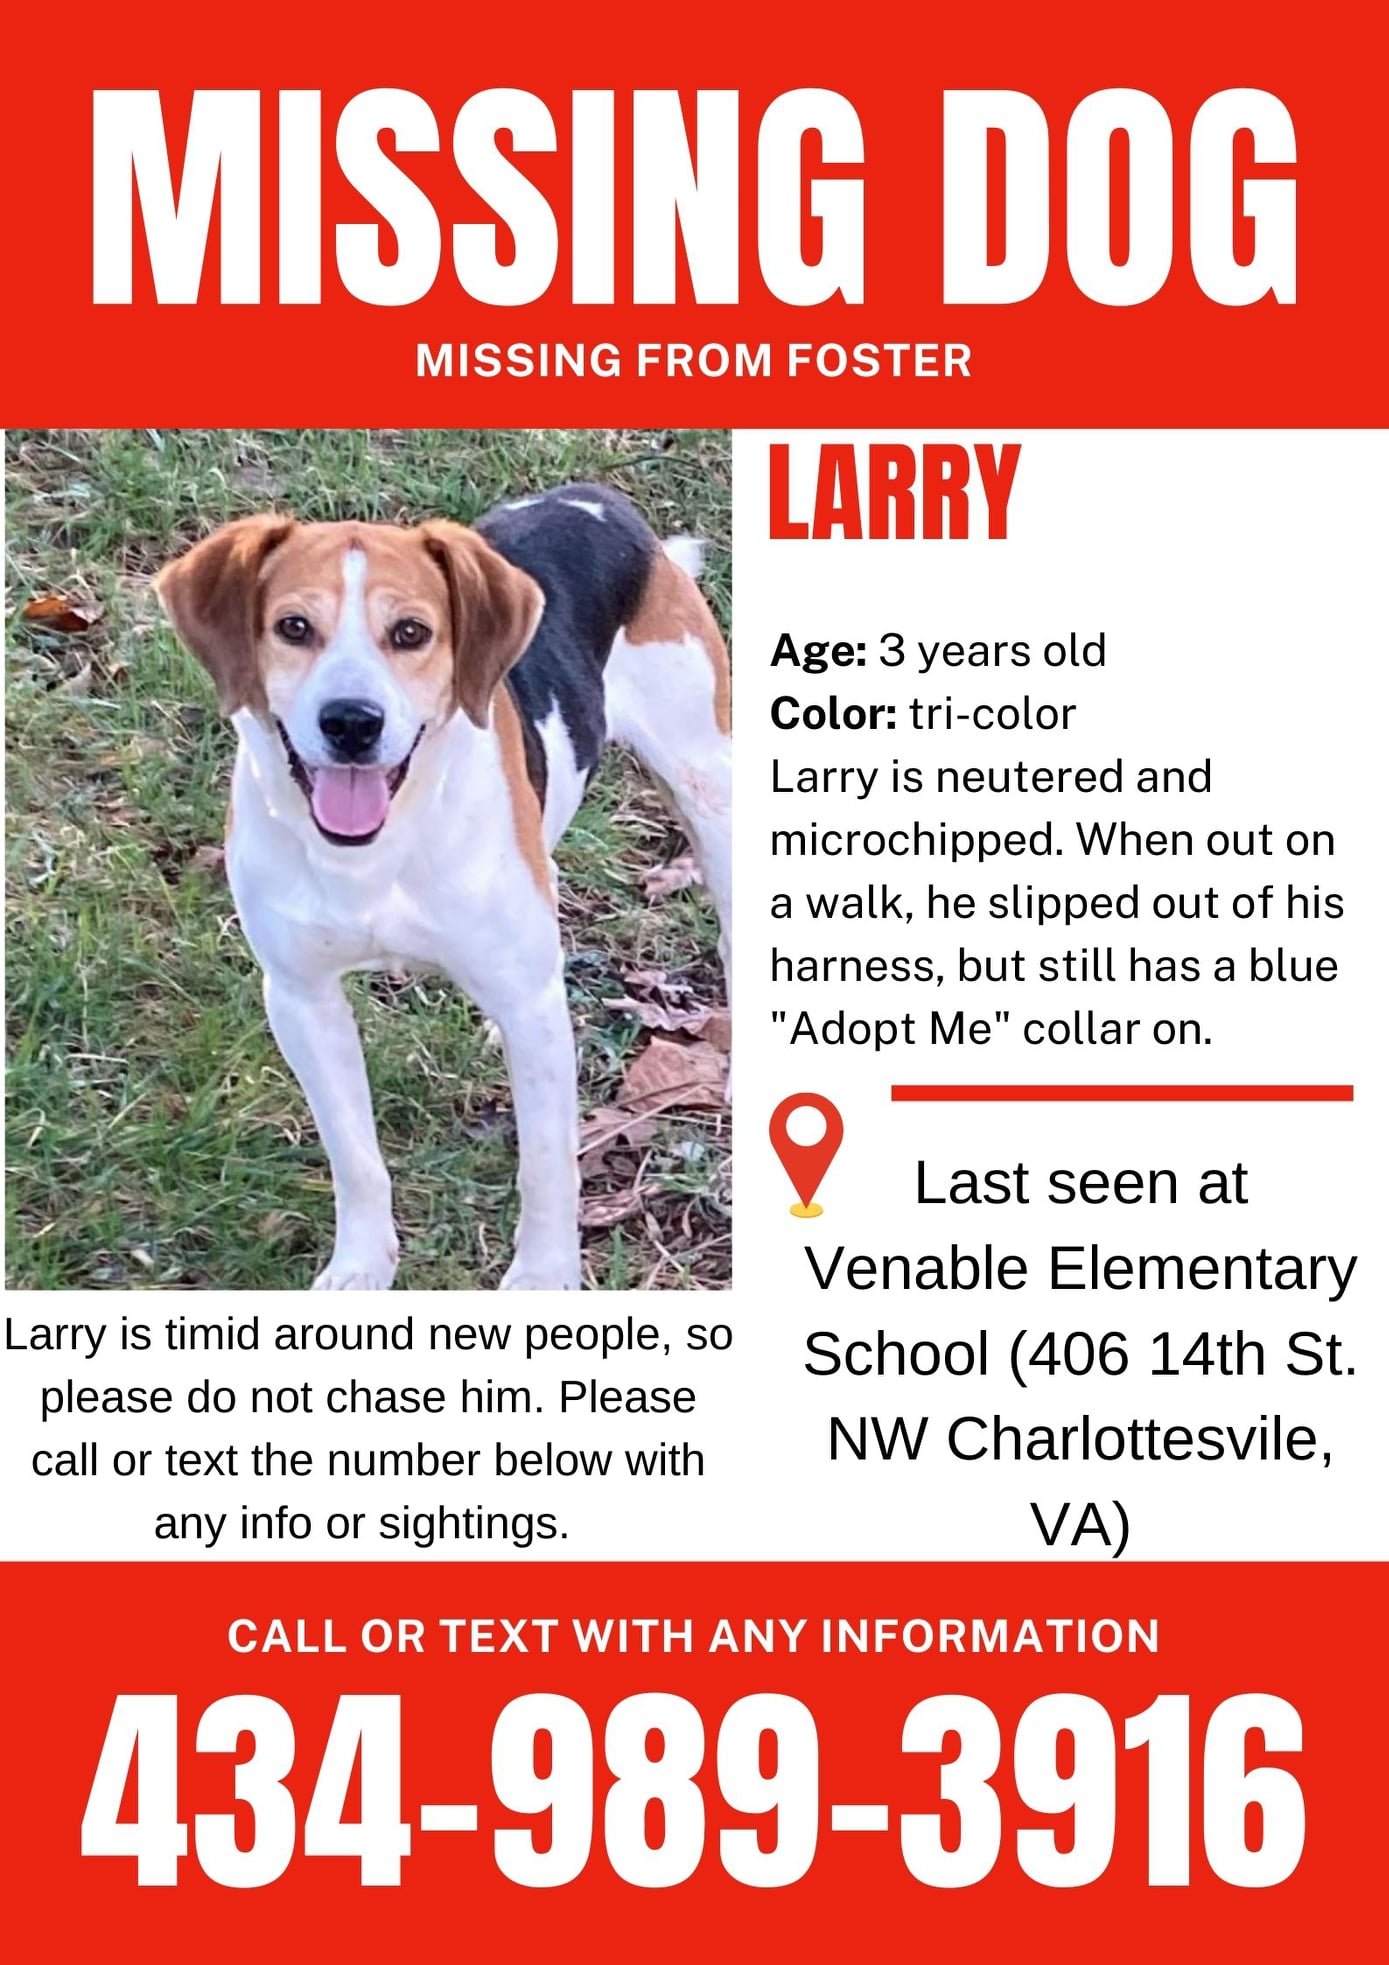 MISSING DOG
MISSING FROM FOSTER
LARRY
Age: 3 years old
Color: tri-color
Larry is neutered and
microchipped. When out on
a walk, he slipped out of his
harness, but still has a blue
"Adopt Me" collar on.
Last seen at
Venable Elementary
School (406 14th St.
NW Charlottesvile,
VA)
Larry is timid around new people, so
please do not chase him. Please
call or text the number below with
any info or sightings.
CALL OR TEXT WITH ANY INFORMATION
434-989-3916